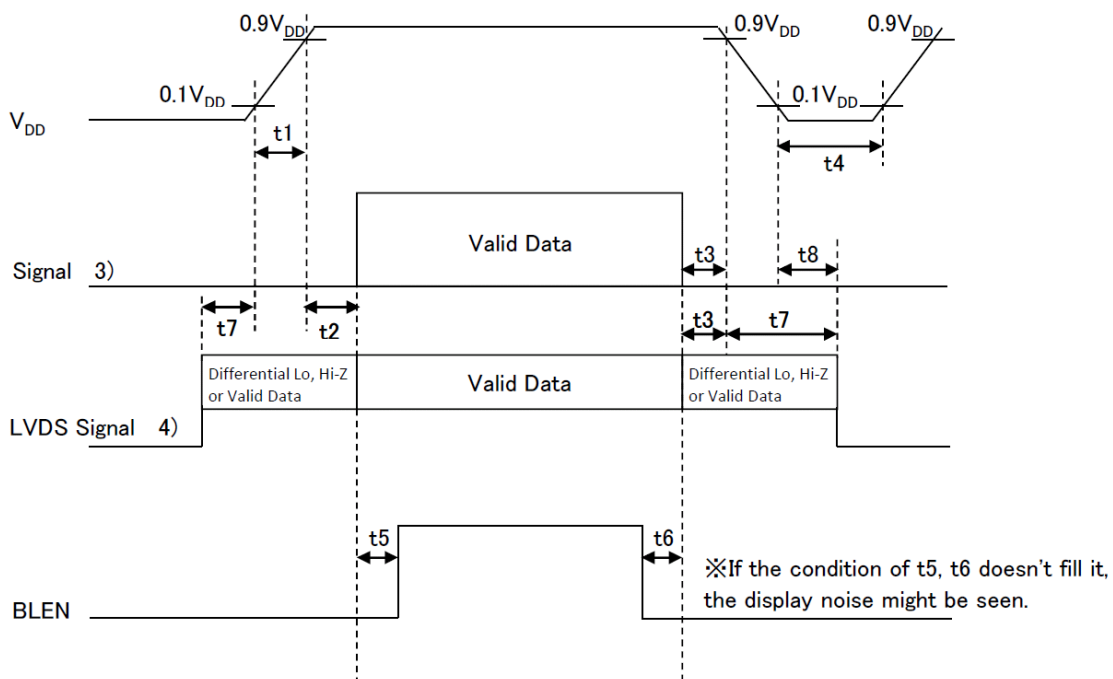 0.9VDD
0.9VDD
0.9VDD
0.1VDD
0.1VDD
VDD
t1
t4
Valid Data
Signal 3)
t3
t8
t7
t2
t3
t7
Differential Lo, Hi-Z
or Valid Data
Valid Data
Differential Lo, Hi-Z
or Valid Data
LVDS Signal 4)
t5
t6
※If the condition of t5, t6 doesn't fill it,
the display noise might be seen.
BLEN